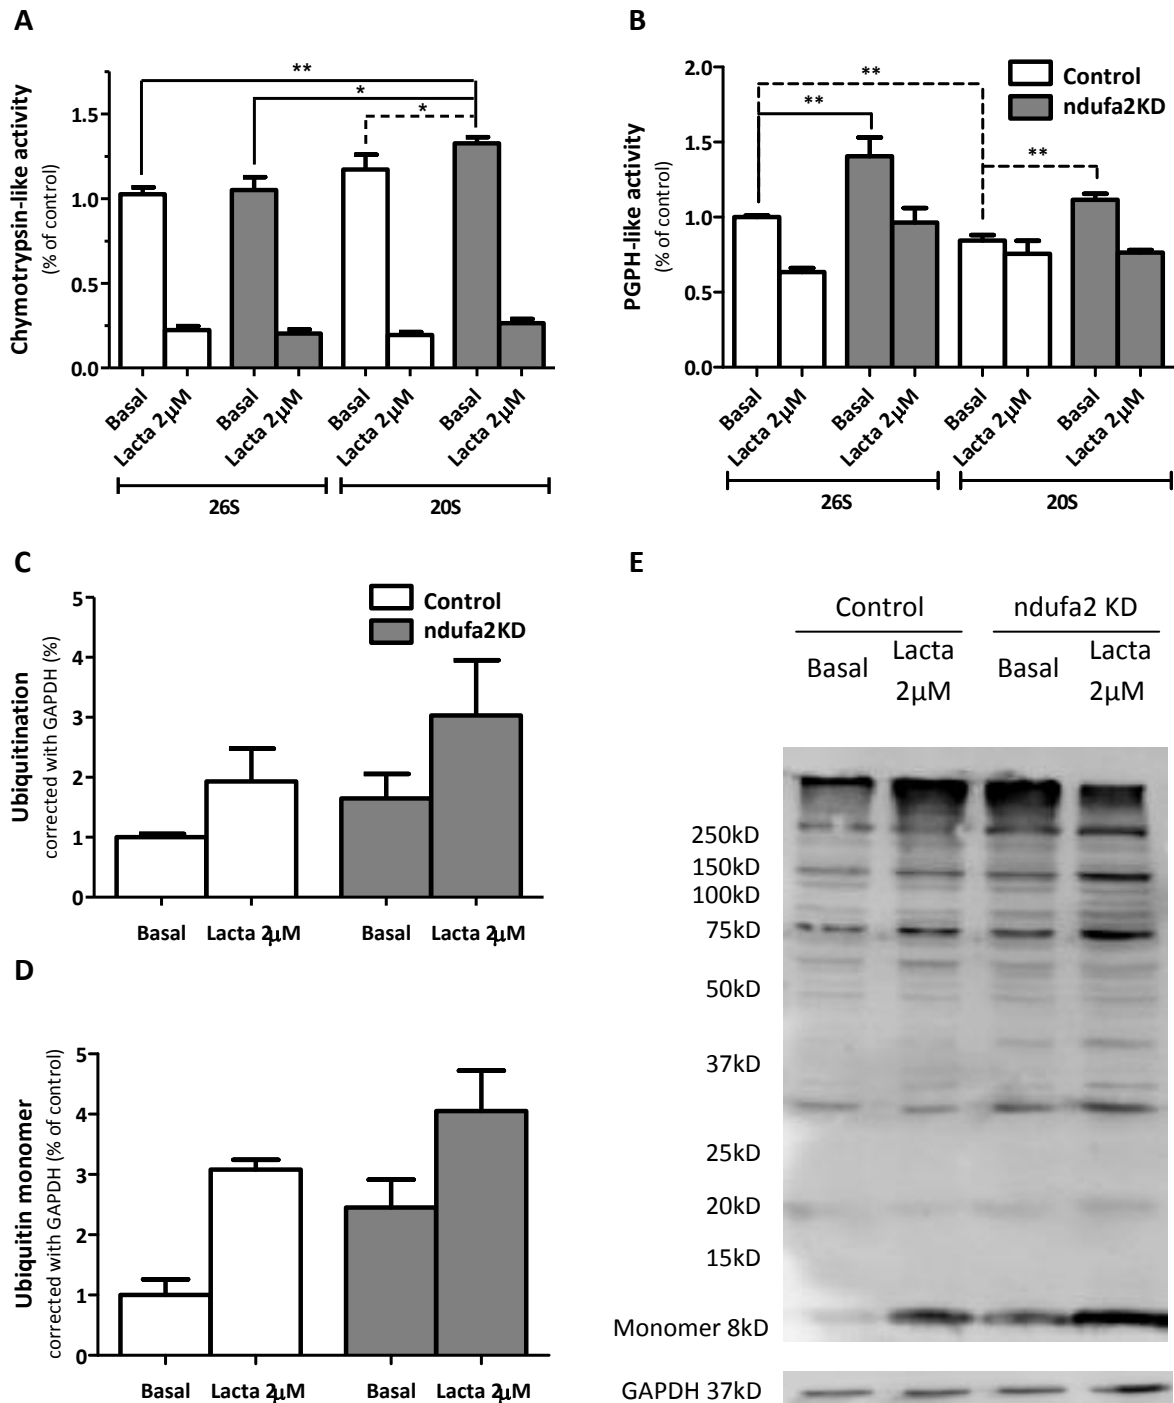 A
Chymotrypsin-like activity
(% of control)
1.5
1.0
0.5
0.0
**
*
*
Basal
Lacta 2µM
Basal
Lacta 2µM
Basal
Lacta 2µM
Basal
Lacta 2µM
26S
20S
B
PGPH-like activity
(% of control)
2.0
1.5
1.0
0.5
0.0
**
**
**
Control
ndufa2KD
Basal
Lacta 2µM
Basal
Lacta 2µM
Basal
Lacta 2µM
Basal
Lacta 2µM
26S
20S
C
Ubiquitination
corrected with GAPDH (%)
5
4
3
2
1
0
Control
ndufa2KD
Basal
Lacta 2µM
Basal
Lacta 2µM
D
Ubiquitin monomer
corrected with GAPDH (% of control)
5
4
3
2
1
0
Basal
Lacta 2µM
Basal
Lacta 2µM
E
Control
ndufa2 KD
Basal
Lacta
2µM
Basal
Lacta
2µM
250kD
150kD
100kD
75kD
50kD
37kD
25kD
20kD
15kD
Monomer 8kD
GAPDH 37kD